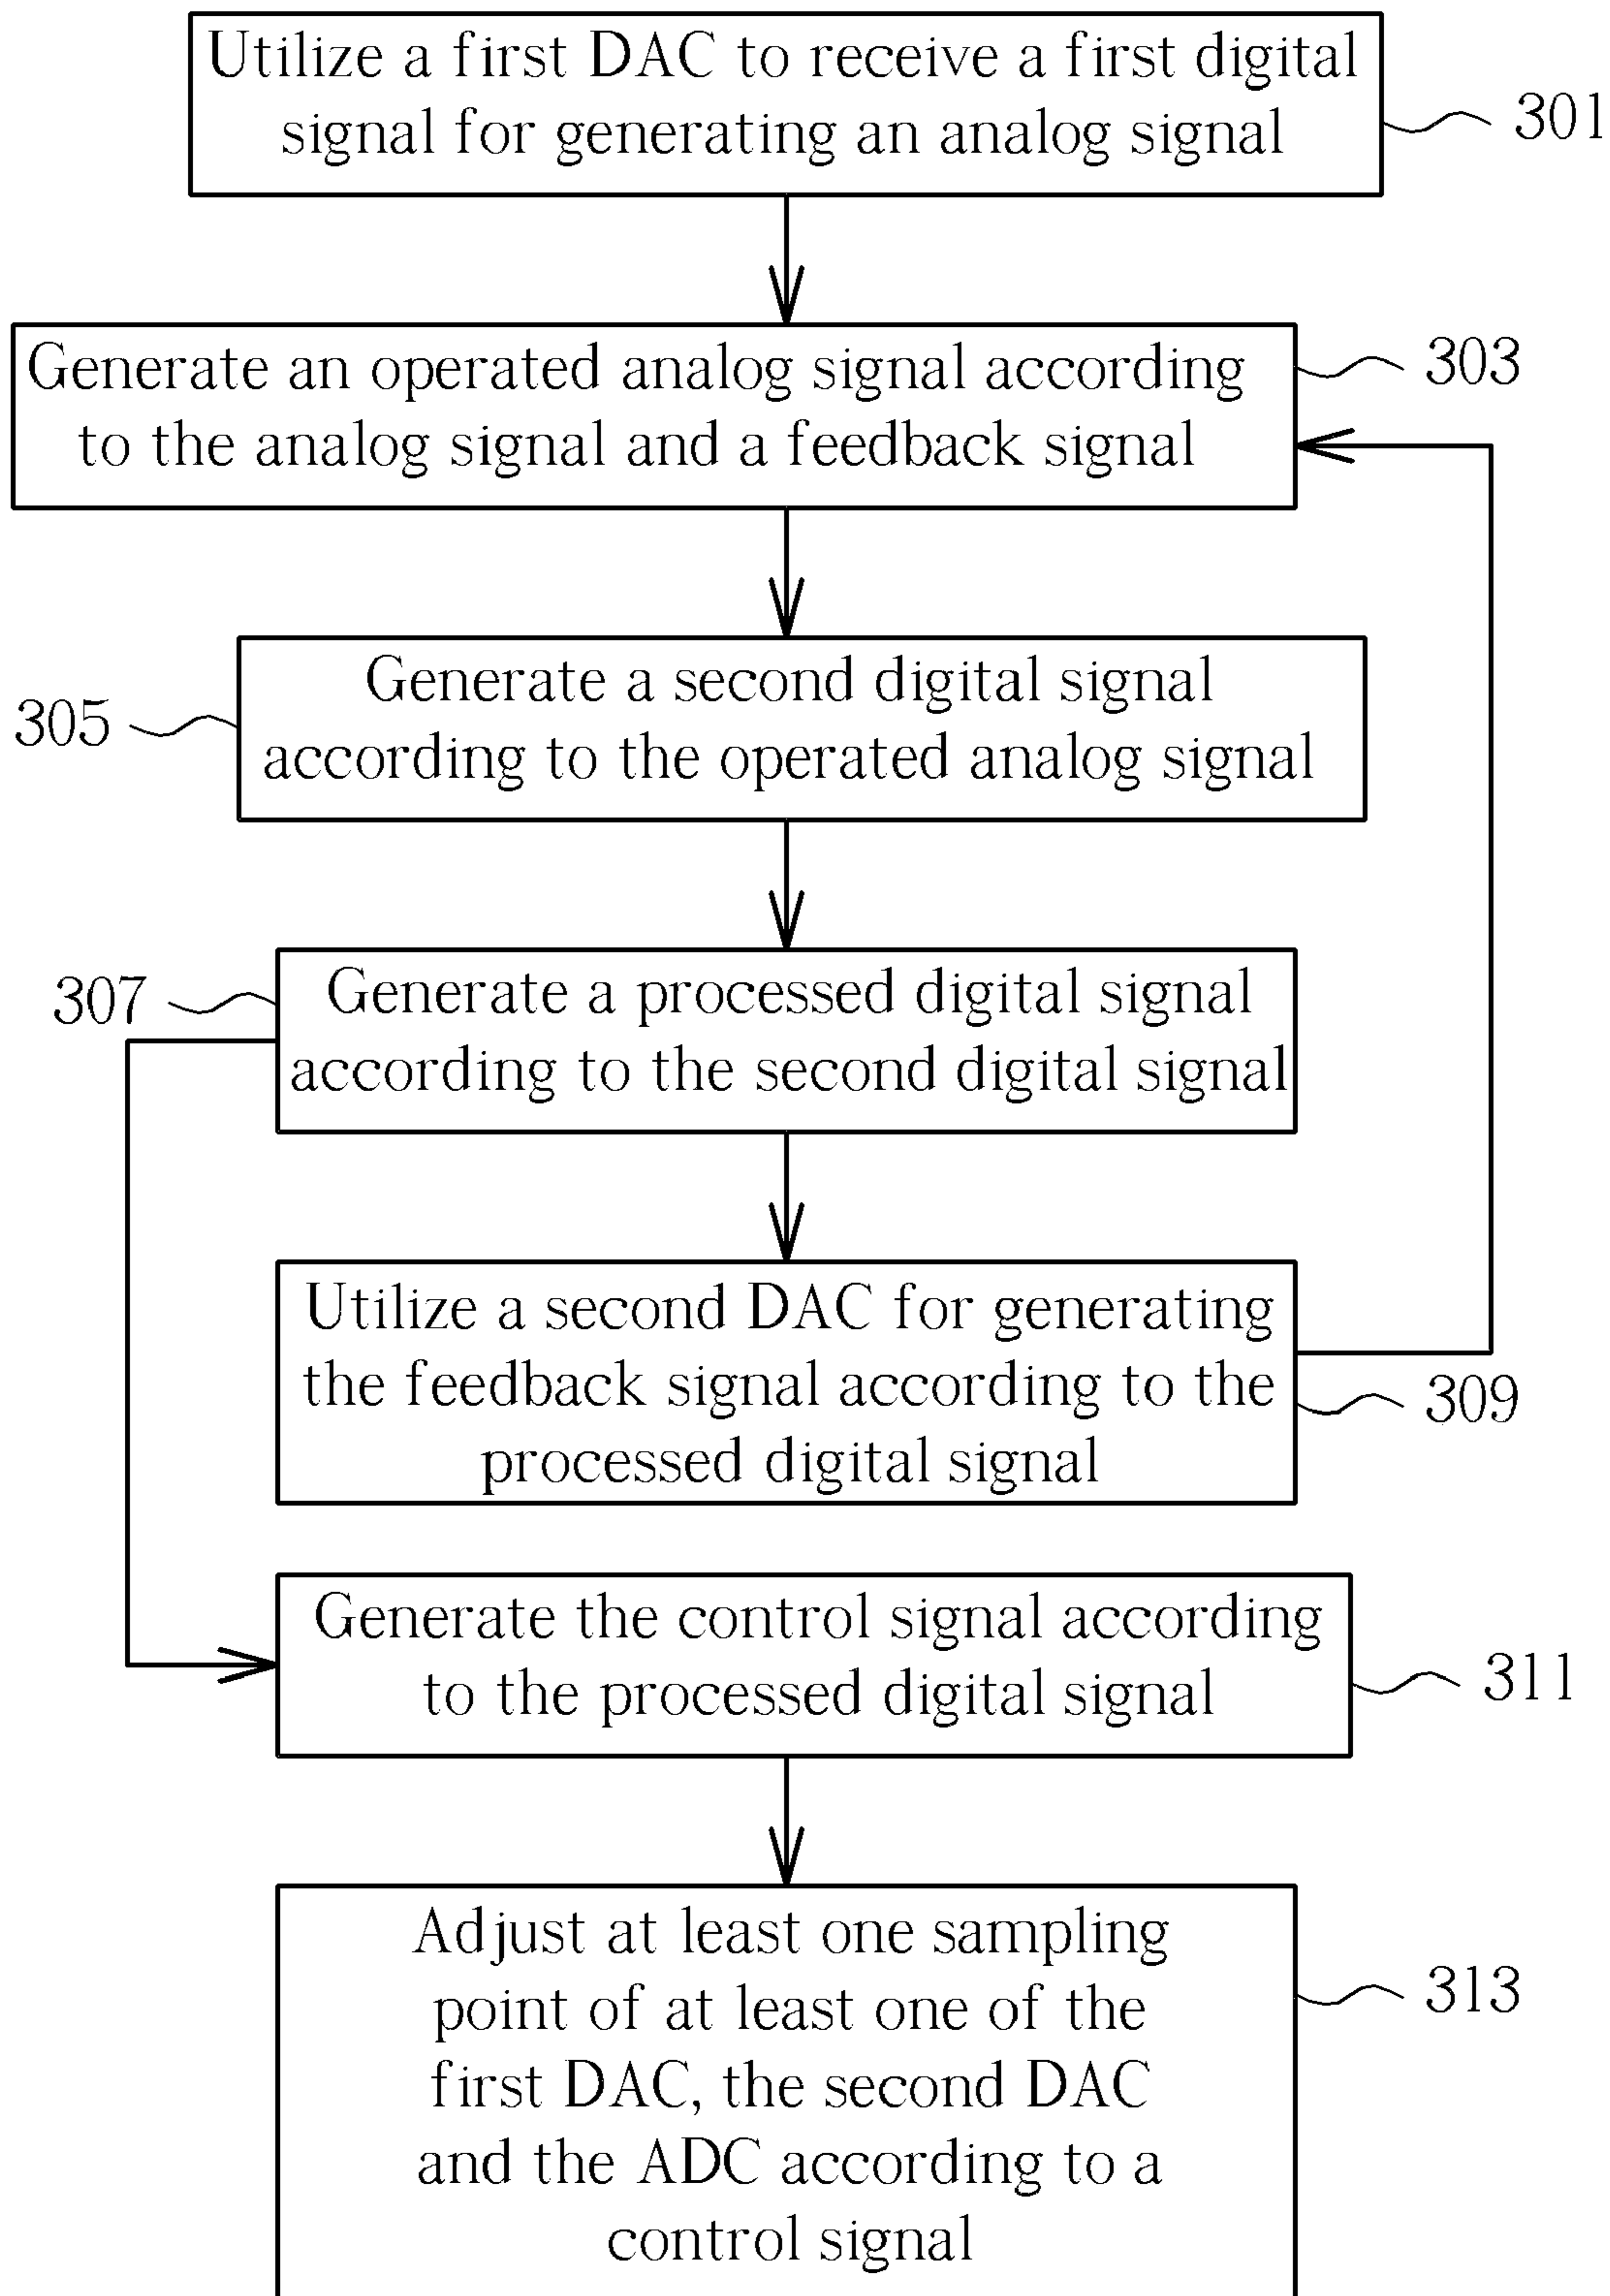 Utilize a first DAC to receive a first digital
signal for generating an analog signal
301
Generate an operated analog signal according
to the analog signal and a feedback signal
303
Generate a second digital signal
according to the operated analog signal
305
Generate a processed digital signal
according to the second digital signal
307
Utilize a second DAC for generating
the feedback signal according to the
processed digital signal
309
Generate the control signal according
to the processed digital signal
311
Adjust at least one sampling
point of at least one of the
first DAC, the second DAC
and the ADC according to a
control signal
313